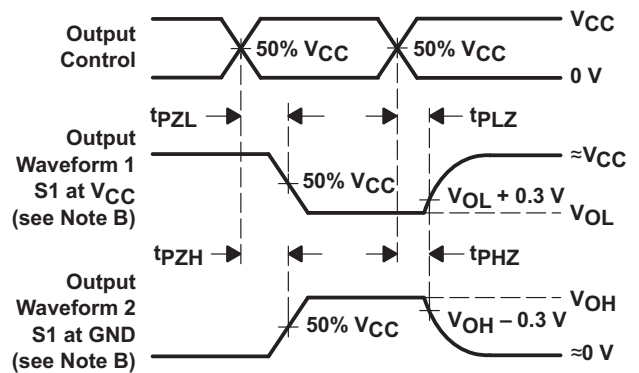 Output
Control
50% VCC
50% VCC
VCC
0 V
tPZL
tPLZ
Output
Waveform 1
S1 at VCC
(see Note B)
50% VCC
≈VCC
VOL + 0.3 V
VOL
tPZH
tPHZ
Output
Waveform 2
S1 at GND
(see Note B)
50% VCC
VOH
VOH – 0.3 V
≈0 V